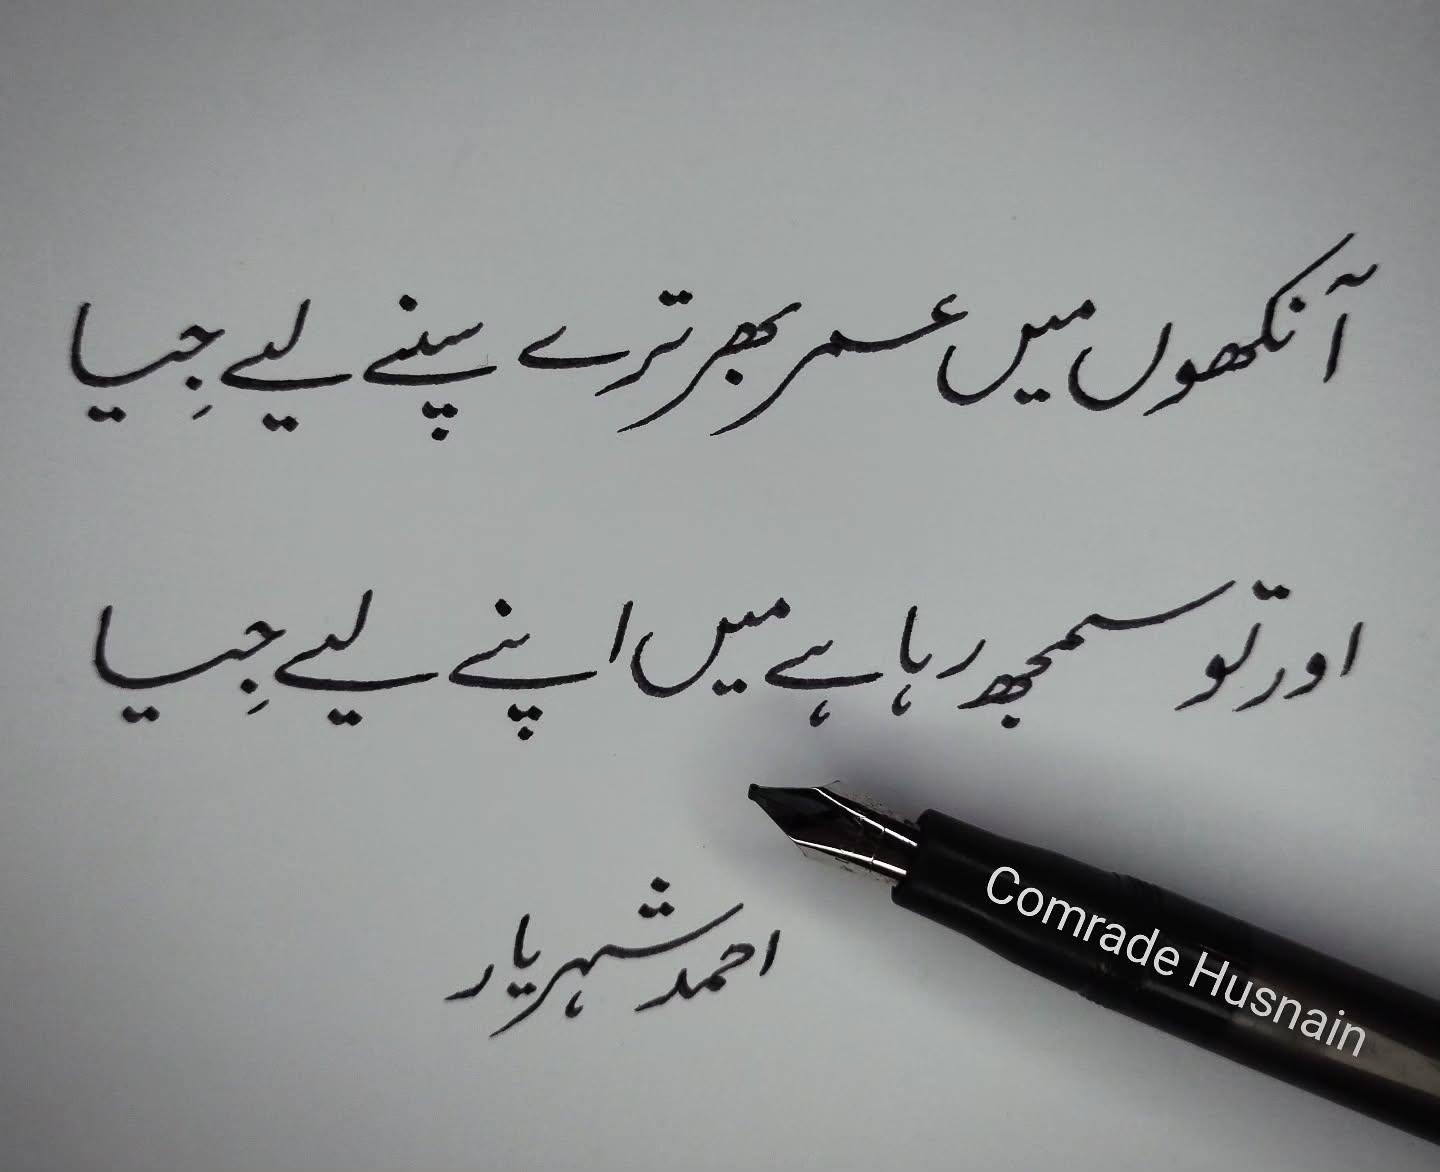 آنکھوں میں عمر بھر ترے سپنے لیے جِیا
اور تو سمجھ رہا ہے میں اپنے لیے جِیا
احمد شہریار
Comrade Husnain